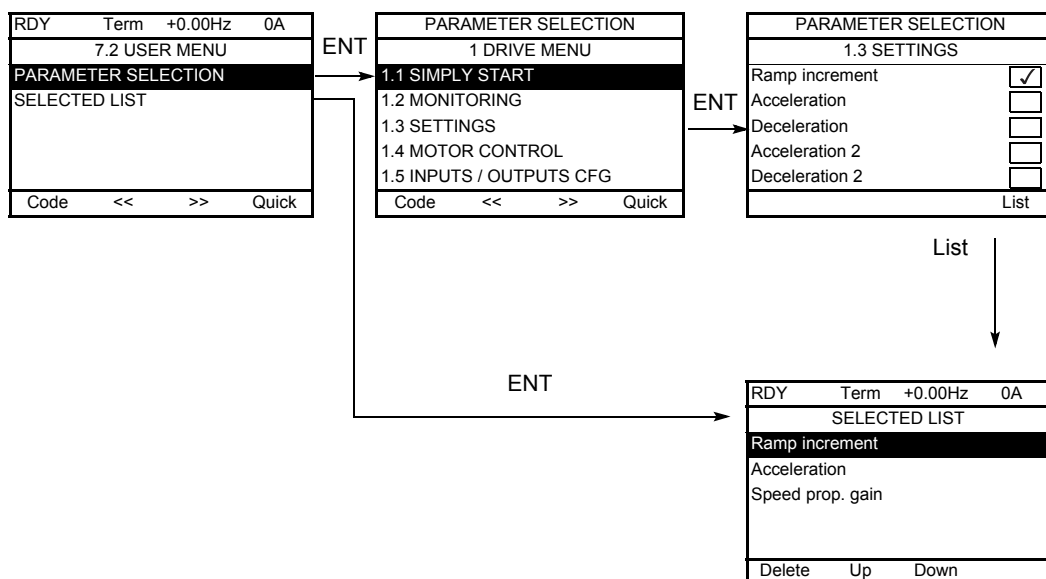 RDY Term +0.00Hz 0A
7.2 USER MENU
PARAMETER SELECTION
SELECTED LIST
Code << >> Quick
ENT
PARAMETER SELECTION
1 DRIVE MENU
1.1 SIMPLY START
1.2 MONITORING
1.3 SETTINGS
1.4 MOTOR CONTROL
1.5 INPUTS / OUTPUTS CFG
Code << >> Quick
ENT
PARAMETER SELECTION
1.3 SETTINGS
Ramp increment ✓
Acceleration
Deceleration
Acceleration 2
Deceleration 2
List
List
ENT
RDY Term +0.00Hz 0A
SELECTED LIST
Ramp increment
Acceleration
Speed prop. gain
Delete Up Down